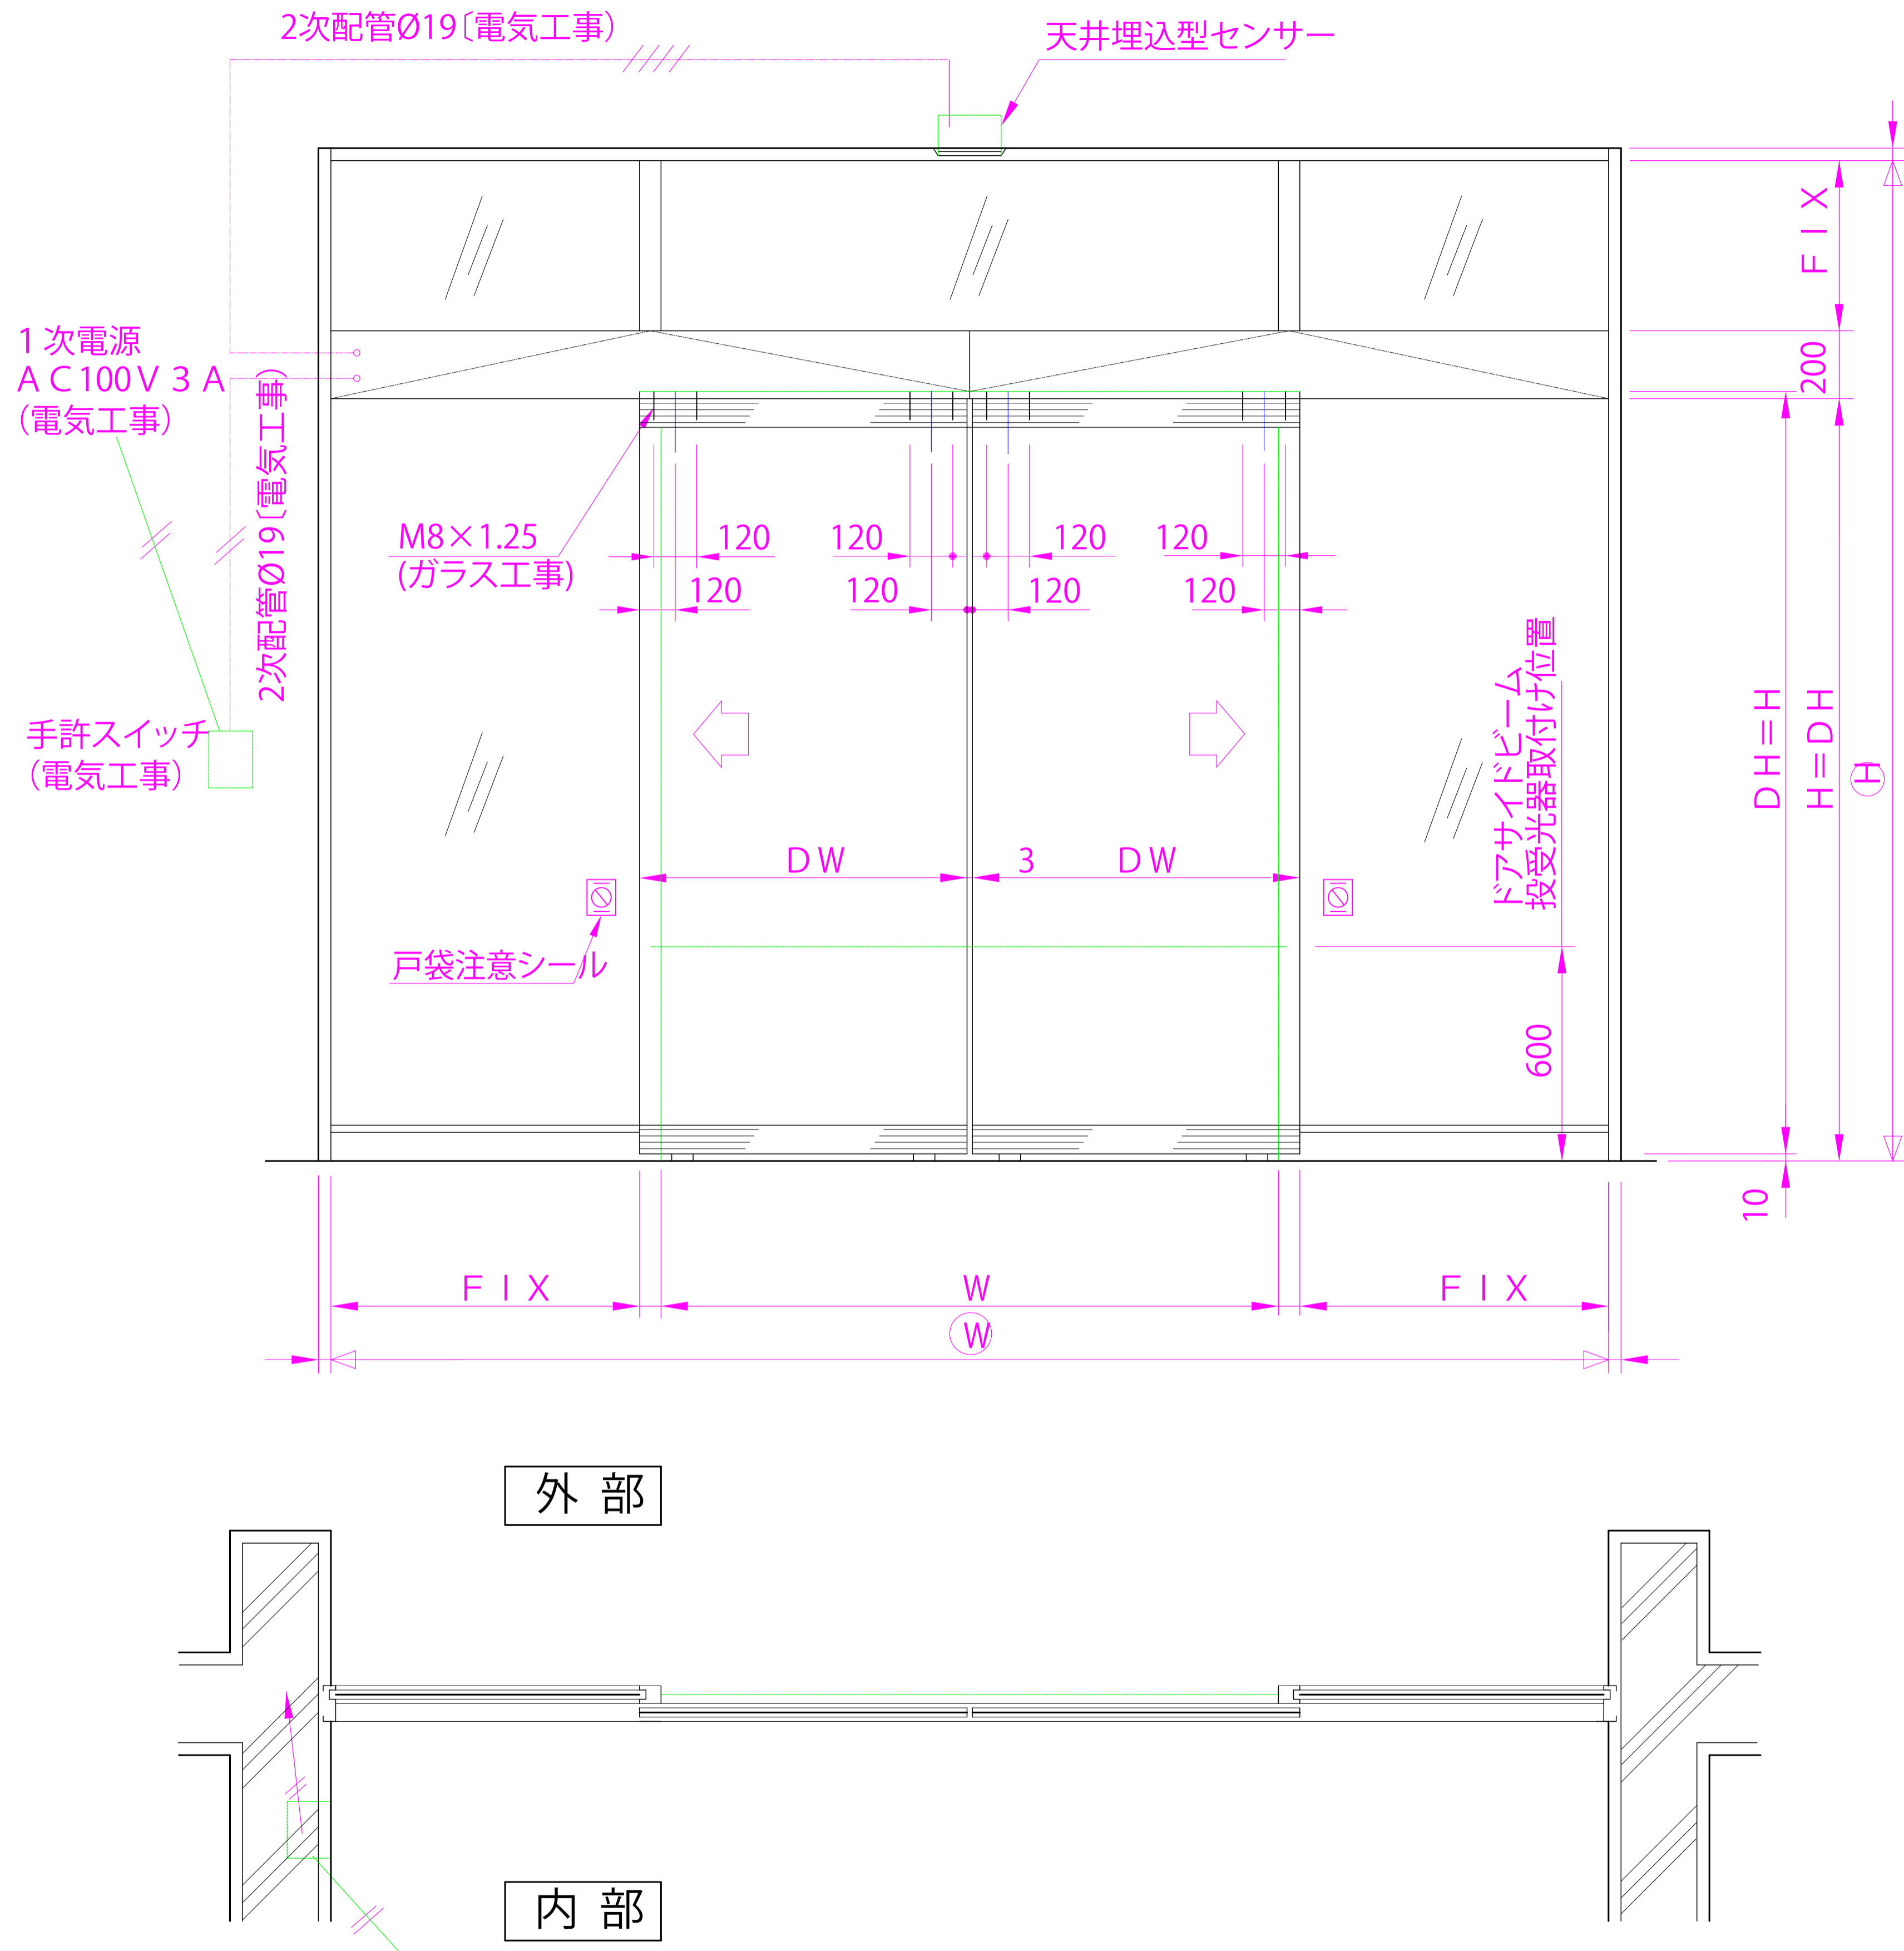 2次配管Ø19〔電気工事）
天井埋込型センサー
１次電源
ＡＣ100Ｖ３Ａ
（電気工事）
2次配管Ø19〔電気工事）
手許スイッチ
（電気工事）
ＦＩＸ
200
M8×1.25
（ガラス工事）
120
120
120
120
120
120
120
120
ドアサイドビーム
投受光器取付け位置
ＤＨ＝Ｈ
Ｈ＝ＤＨ
Ｈ
ＤＷ
3
ＤＷ
戸袋注意シール
600
10
ＦＩＸ
Ｗ
ＦＩＸ
Ｗ
外部
内部